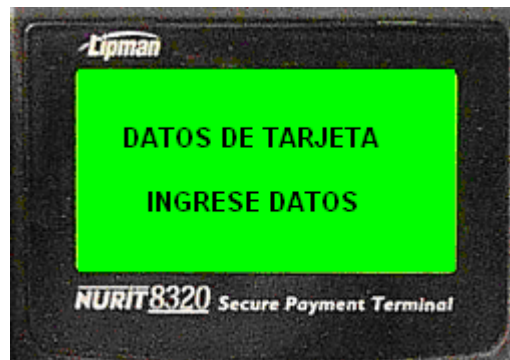 Lipman
DATOS DE TARJETA
INGRESE DATOS
NURIT 8320 Secure Payment Terminal